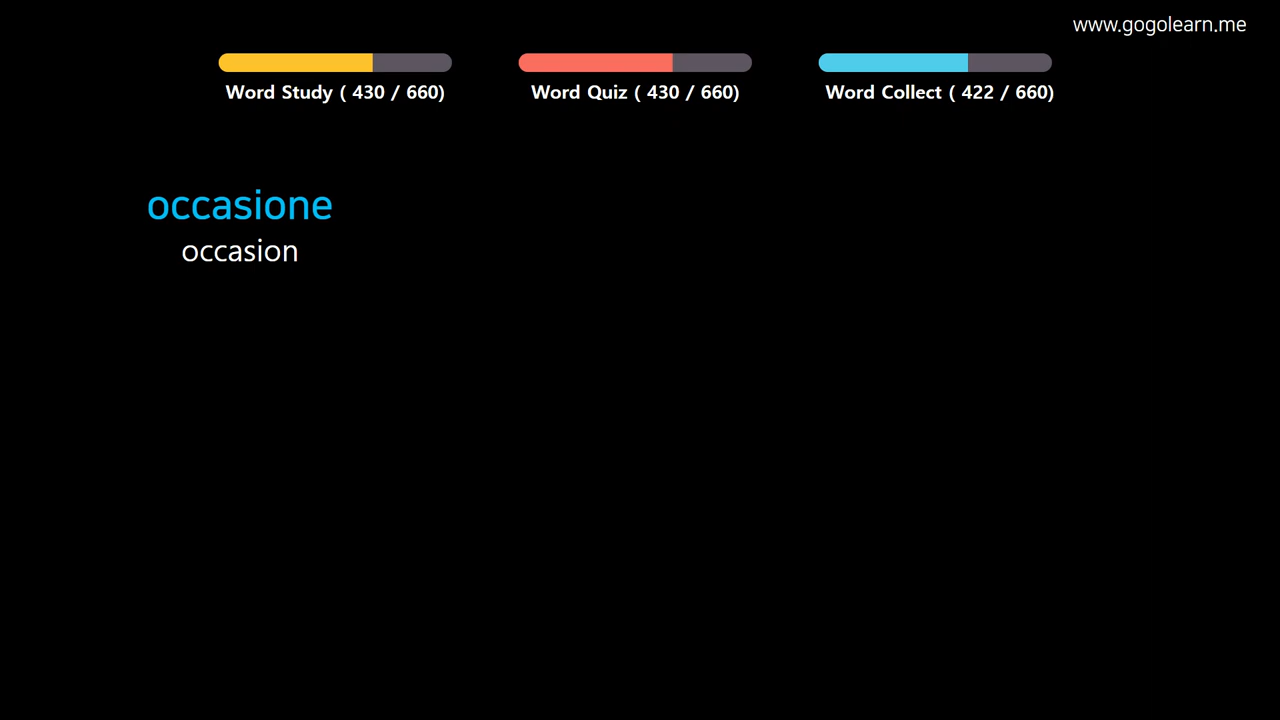 www.gogolearn.me
Word Study ( 430 / 660)
Word Quiz ( 430 / 660)
Word Collect ( 422 / 660)
occasione
occasion